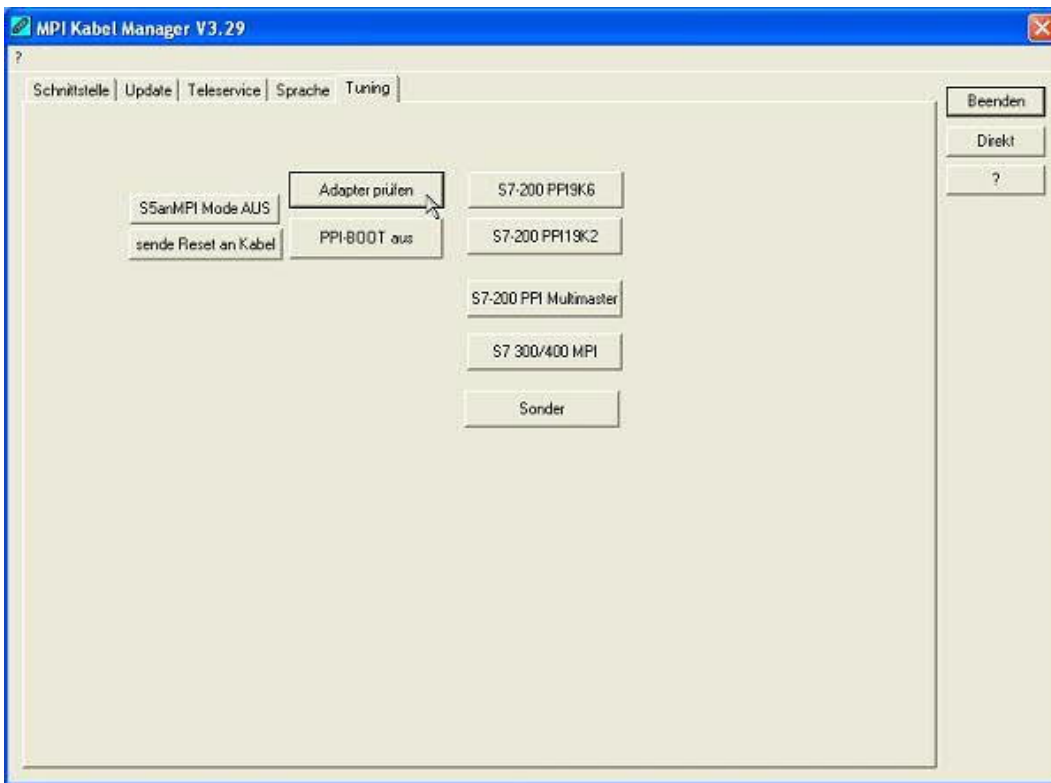 MPI Kabel Manager V3.29
?
Schnittstelle
Update
Teleservice
Sprache
Tuning
Beenden
Direkt
?
Adapter prüfen
S7-200 PPI9K6
S5anMPI Mode AUS
PPI-BOOT aus
S7-200 PPI19K2
sende Reset an Kabel
S7-200 PPI Multimaster
S7 300/400 MPI
Sonder